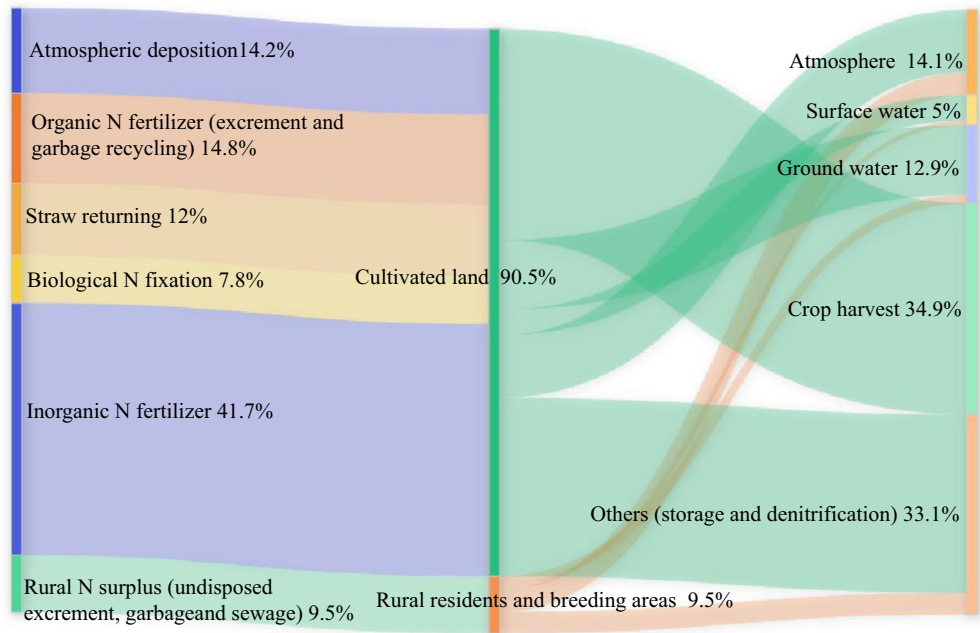 Atmospheric deposition14.2%
Organic N fertilizer (excrement and
garbage recycling) 14.8%
Straw returning 12%
Biological N fixation 7.8%
Inorganic N fertilizer 41.7%
Rural N surplus (undisposed
excrement, garbageand sewage) 9.5%
Cultivated land 90.5%
Rural residents and breeding areas 9.5%
Atmosphere 14.1%
Surface water 5%
Ground water 12.9%
Crop harvest 34.9%
Others (storage and denitrification) 33.1%